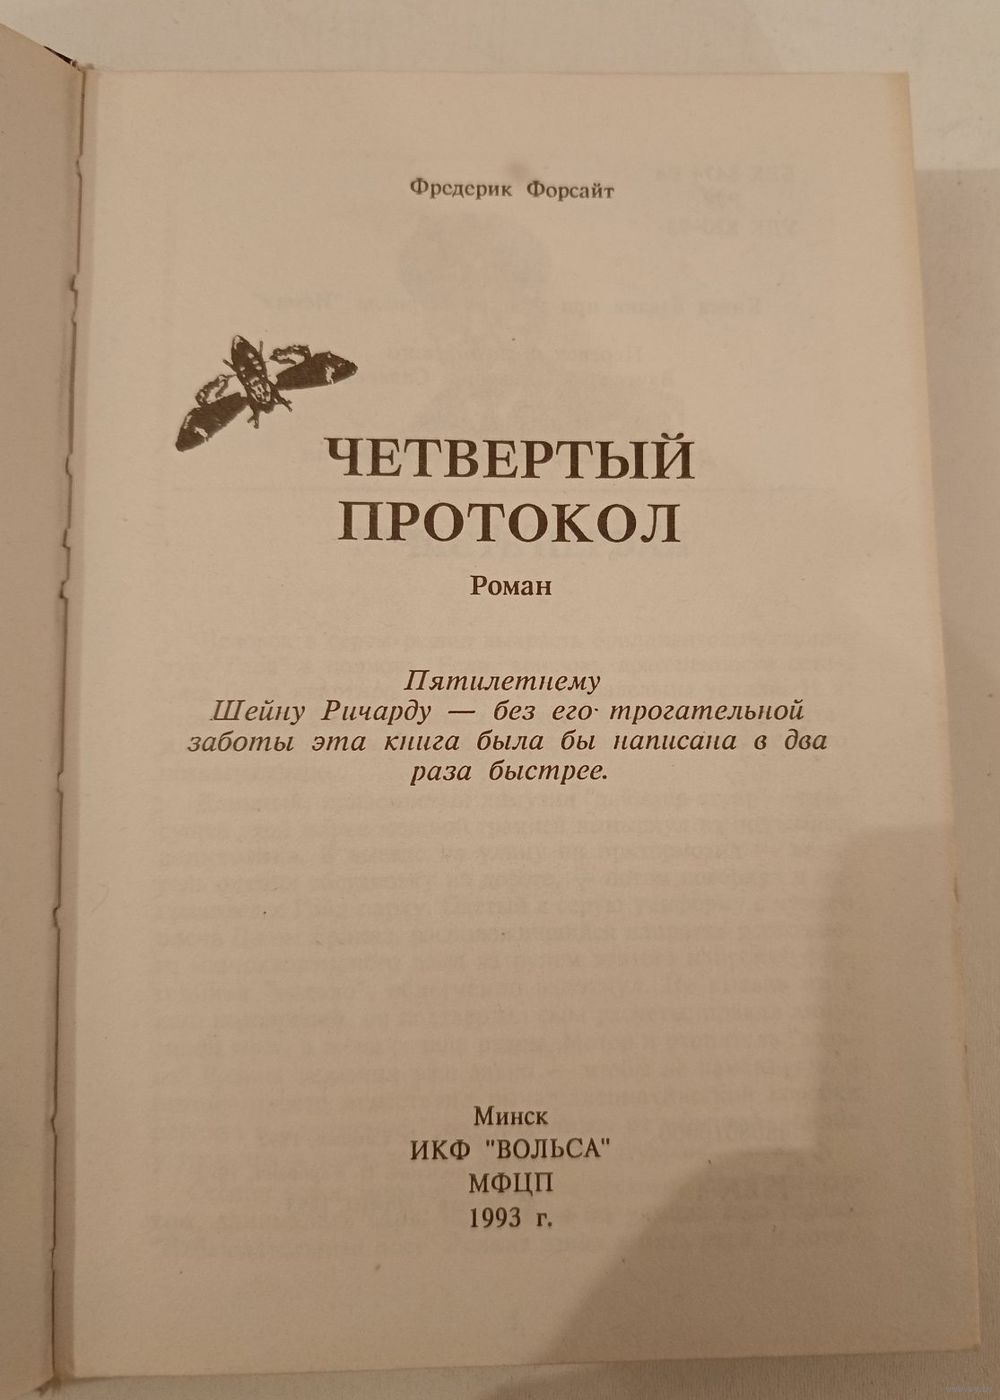 Фредерик Форсайт
ЧЕТВЕРТЫЙ
ПРОТОКОЛ
Роман
Пятилетнему
Шейну Ричарду — без его трогательной
заботы эта книга была бы написана в два
раза быстрее.
Минск
ИКФ "ВОЛЬСА"
МФЦП
1993 г.